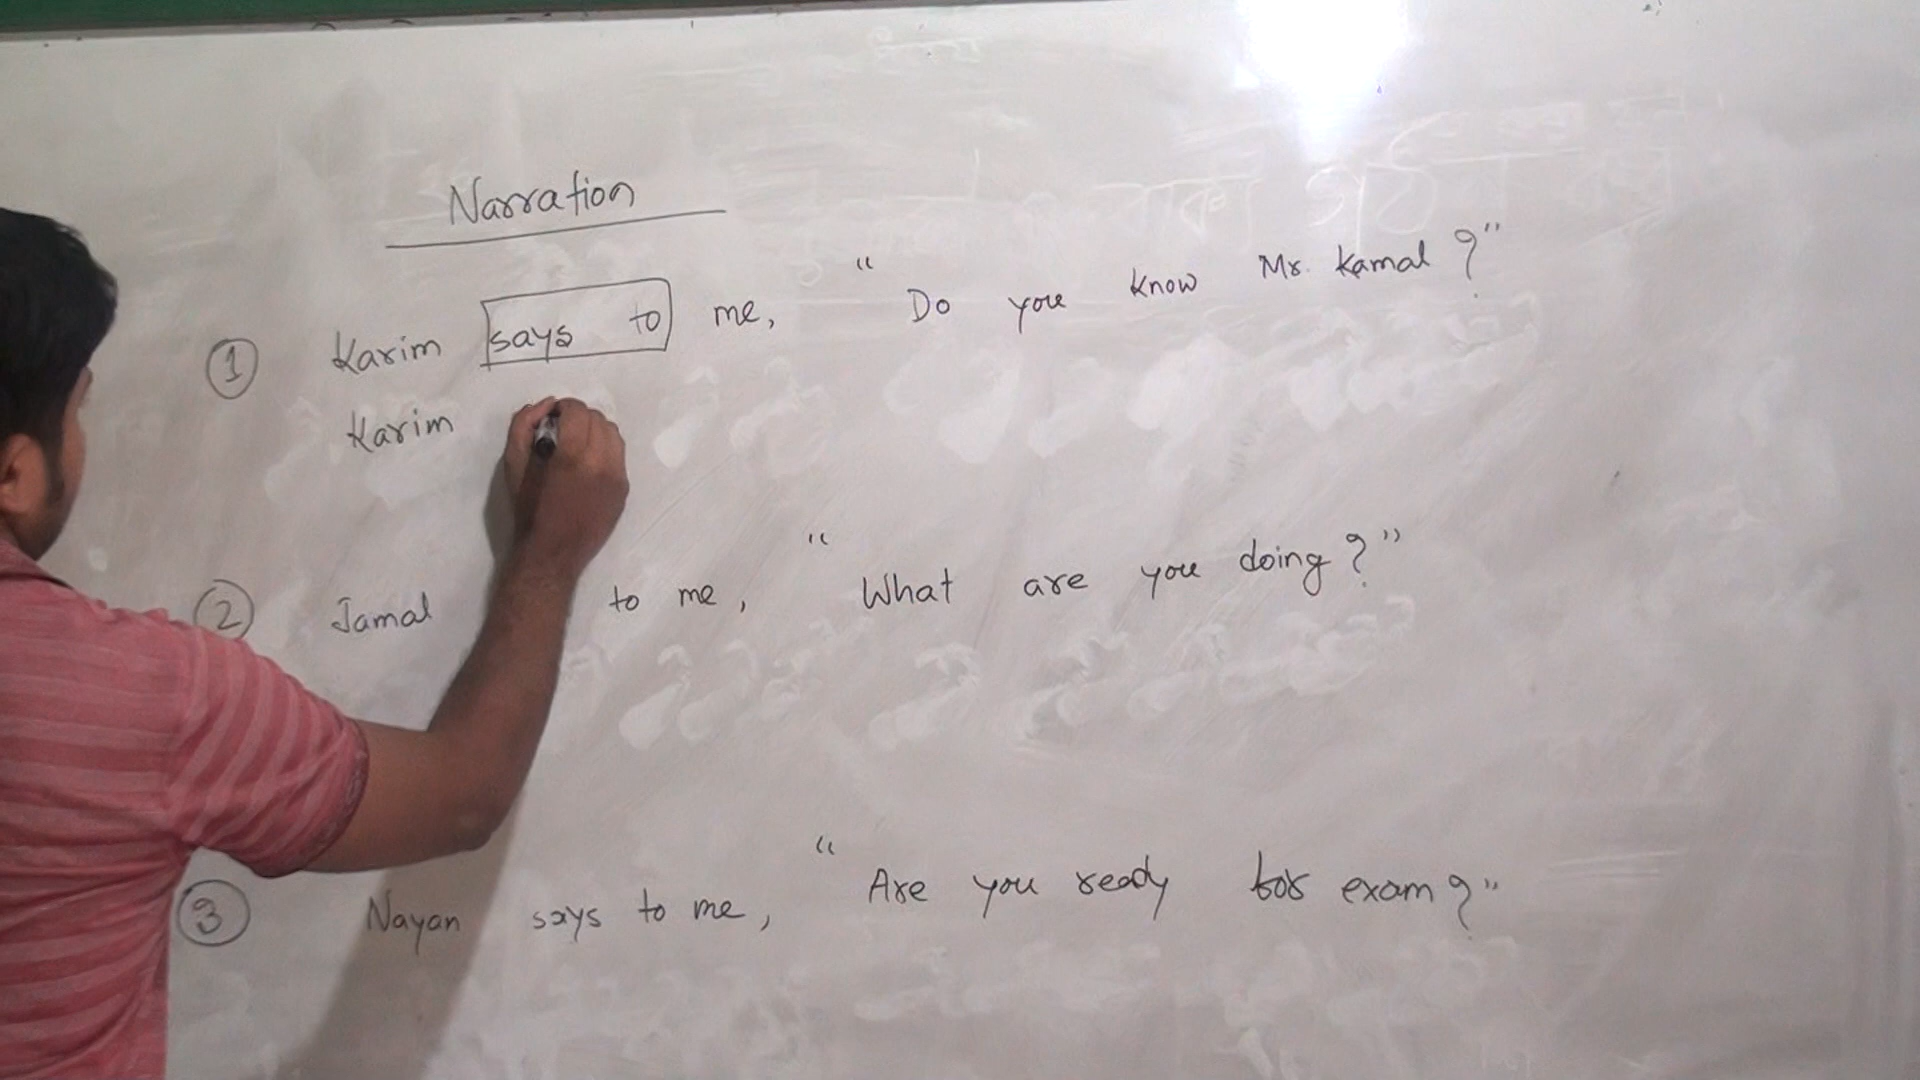 Narration
① Karim says to me, "Do you know Mr. Kamal?"
Karim
② Jamal to me, "What are you doing?"
③ Nayan says to me, "Are you ready for exam?"